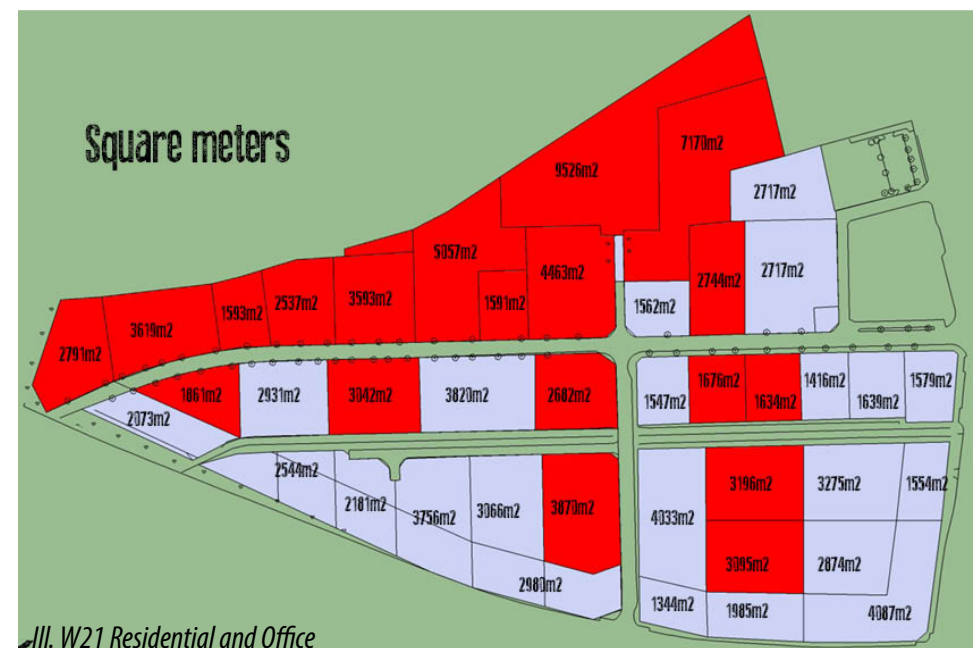 Square meters
9526m2
7170m2
2717m2
5057m2
4463m2
2744m2
2717m2
3593m2
2537m2
1593m2
1591m2
1562m2
3619m2
2791m2
1861m2
2931m2
3042m2
3820m2
2682m2
1547m2
1676m2
1634m2
1416m2
1639m2
1579m2
2073m2
2544m2
2181m2
3756m2
3066m2
3870m2
4033m2
3196m2
3275m2
1554m2
3095m2
2874m2
2980m2
1344m2
1985m2
4087m2
Ill. W21 Residential and Office